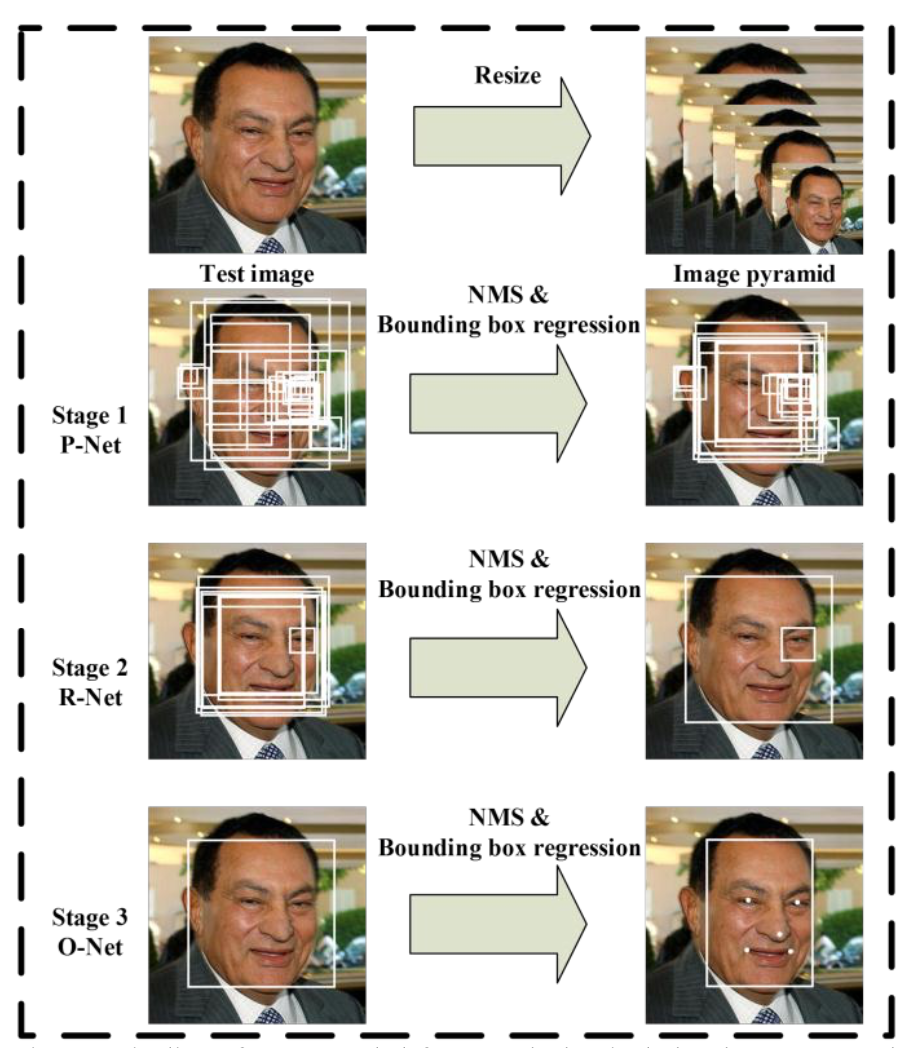 Resize
Test image
Image pyramid
NMS &
Bounding box regression
Stage 1
P-Net
NMS &
Bounding box regression
Stage 2
R-Net
NMS &
Bounding box regression
Stage 3
O-Net